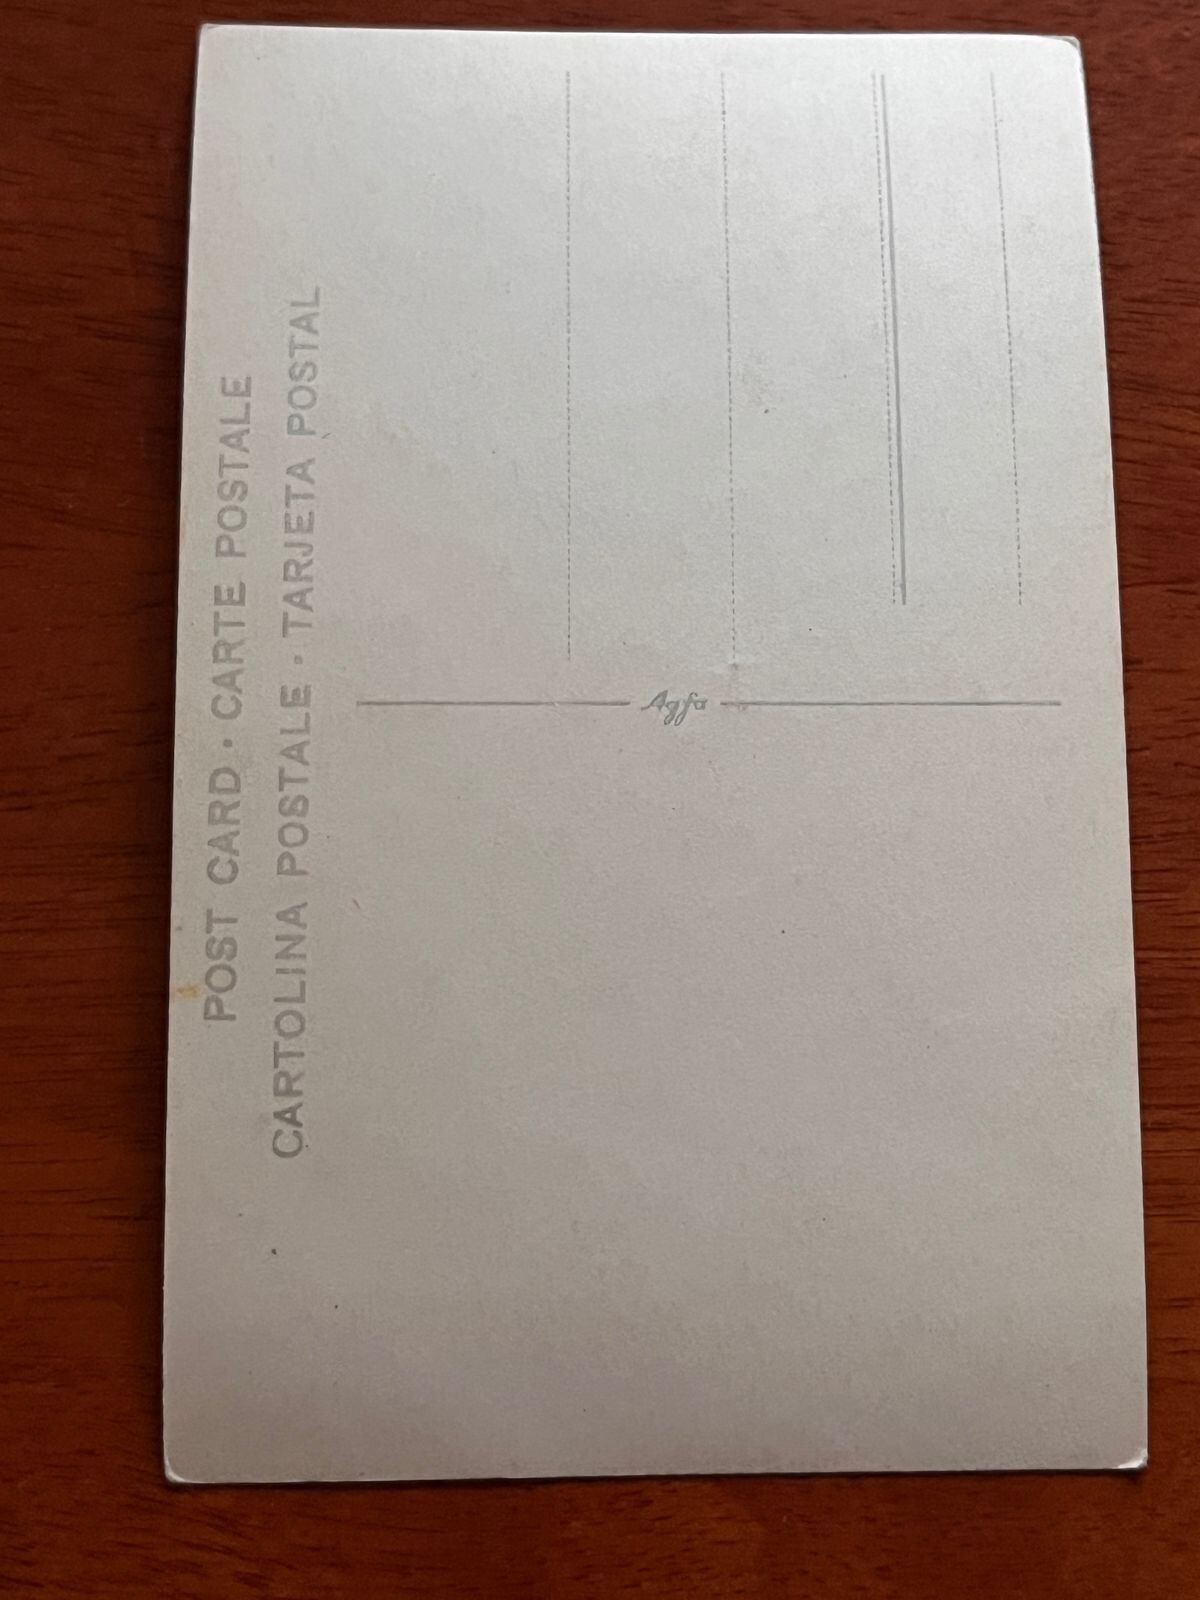 POST CARD · CARTE POSTALE
CARTOLINA POSTALE · TARJETA POSTAL
Agfa